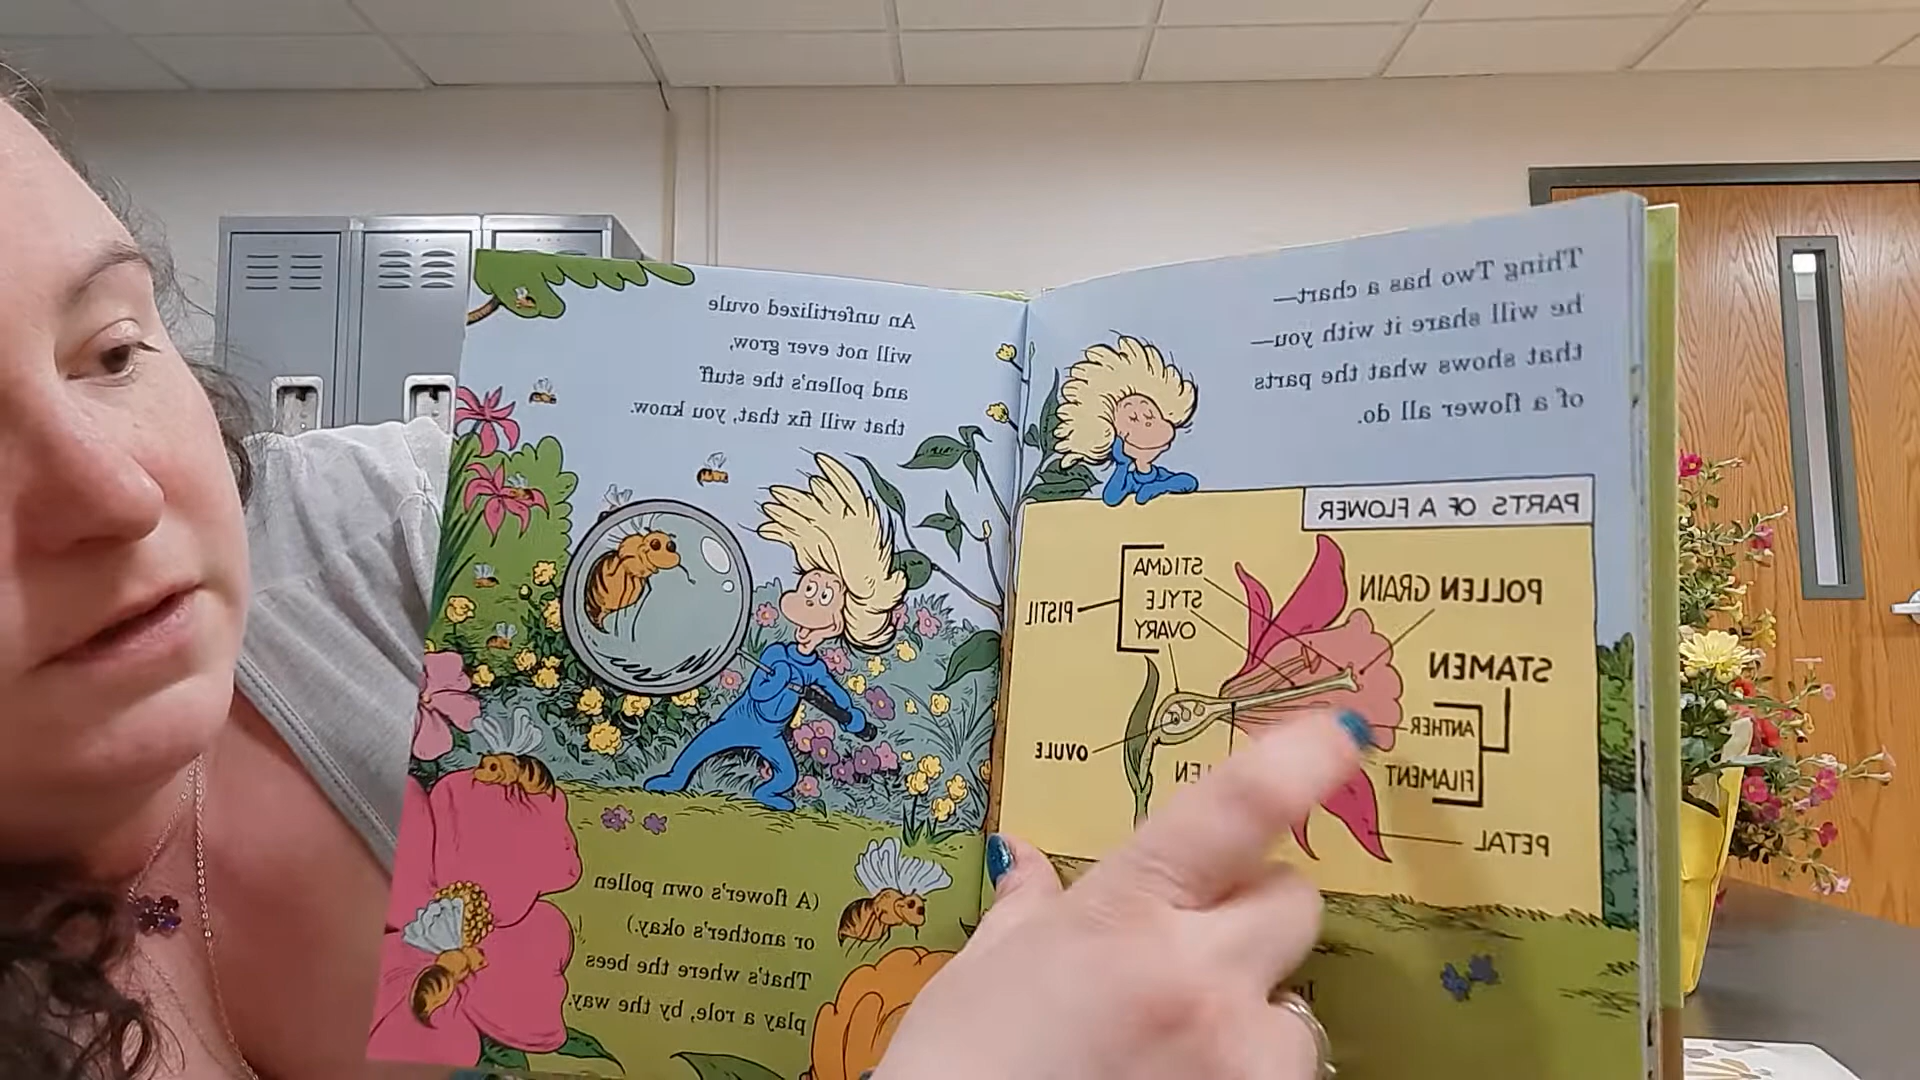 Thing Two has a chart—
he will share it with you—
that shows what the parts
of a flower all do.
PARTS OF A FLOWER
POLLEN GRAIN
STAMEN
ANTHER
FILAMENT
PETAL
STIGMA
STYLE
OVARY
PISTIL
OVULE
An unfertilized ovule
will not ever grow,
and pollen's the stuff
that will fix that, you know.
(A flower's own pollen
or another's okay.)
That's where the bees
play a role, by the way.